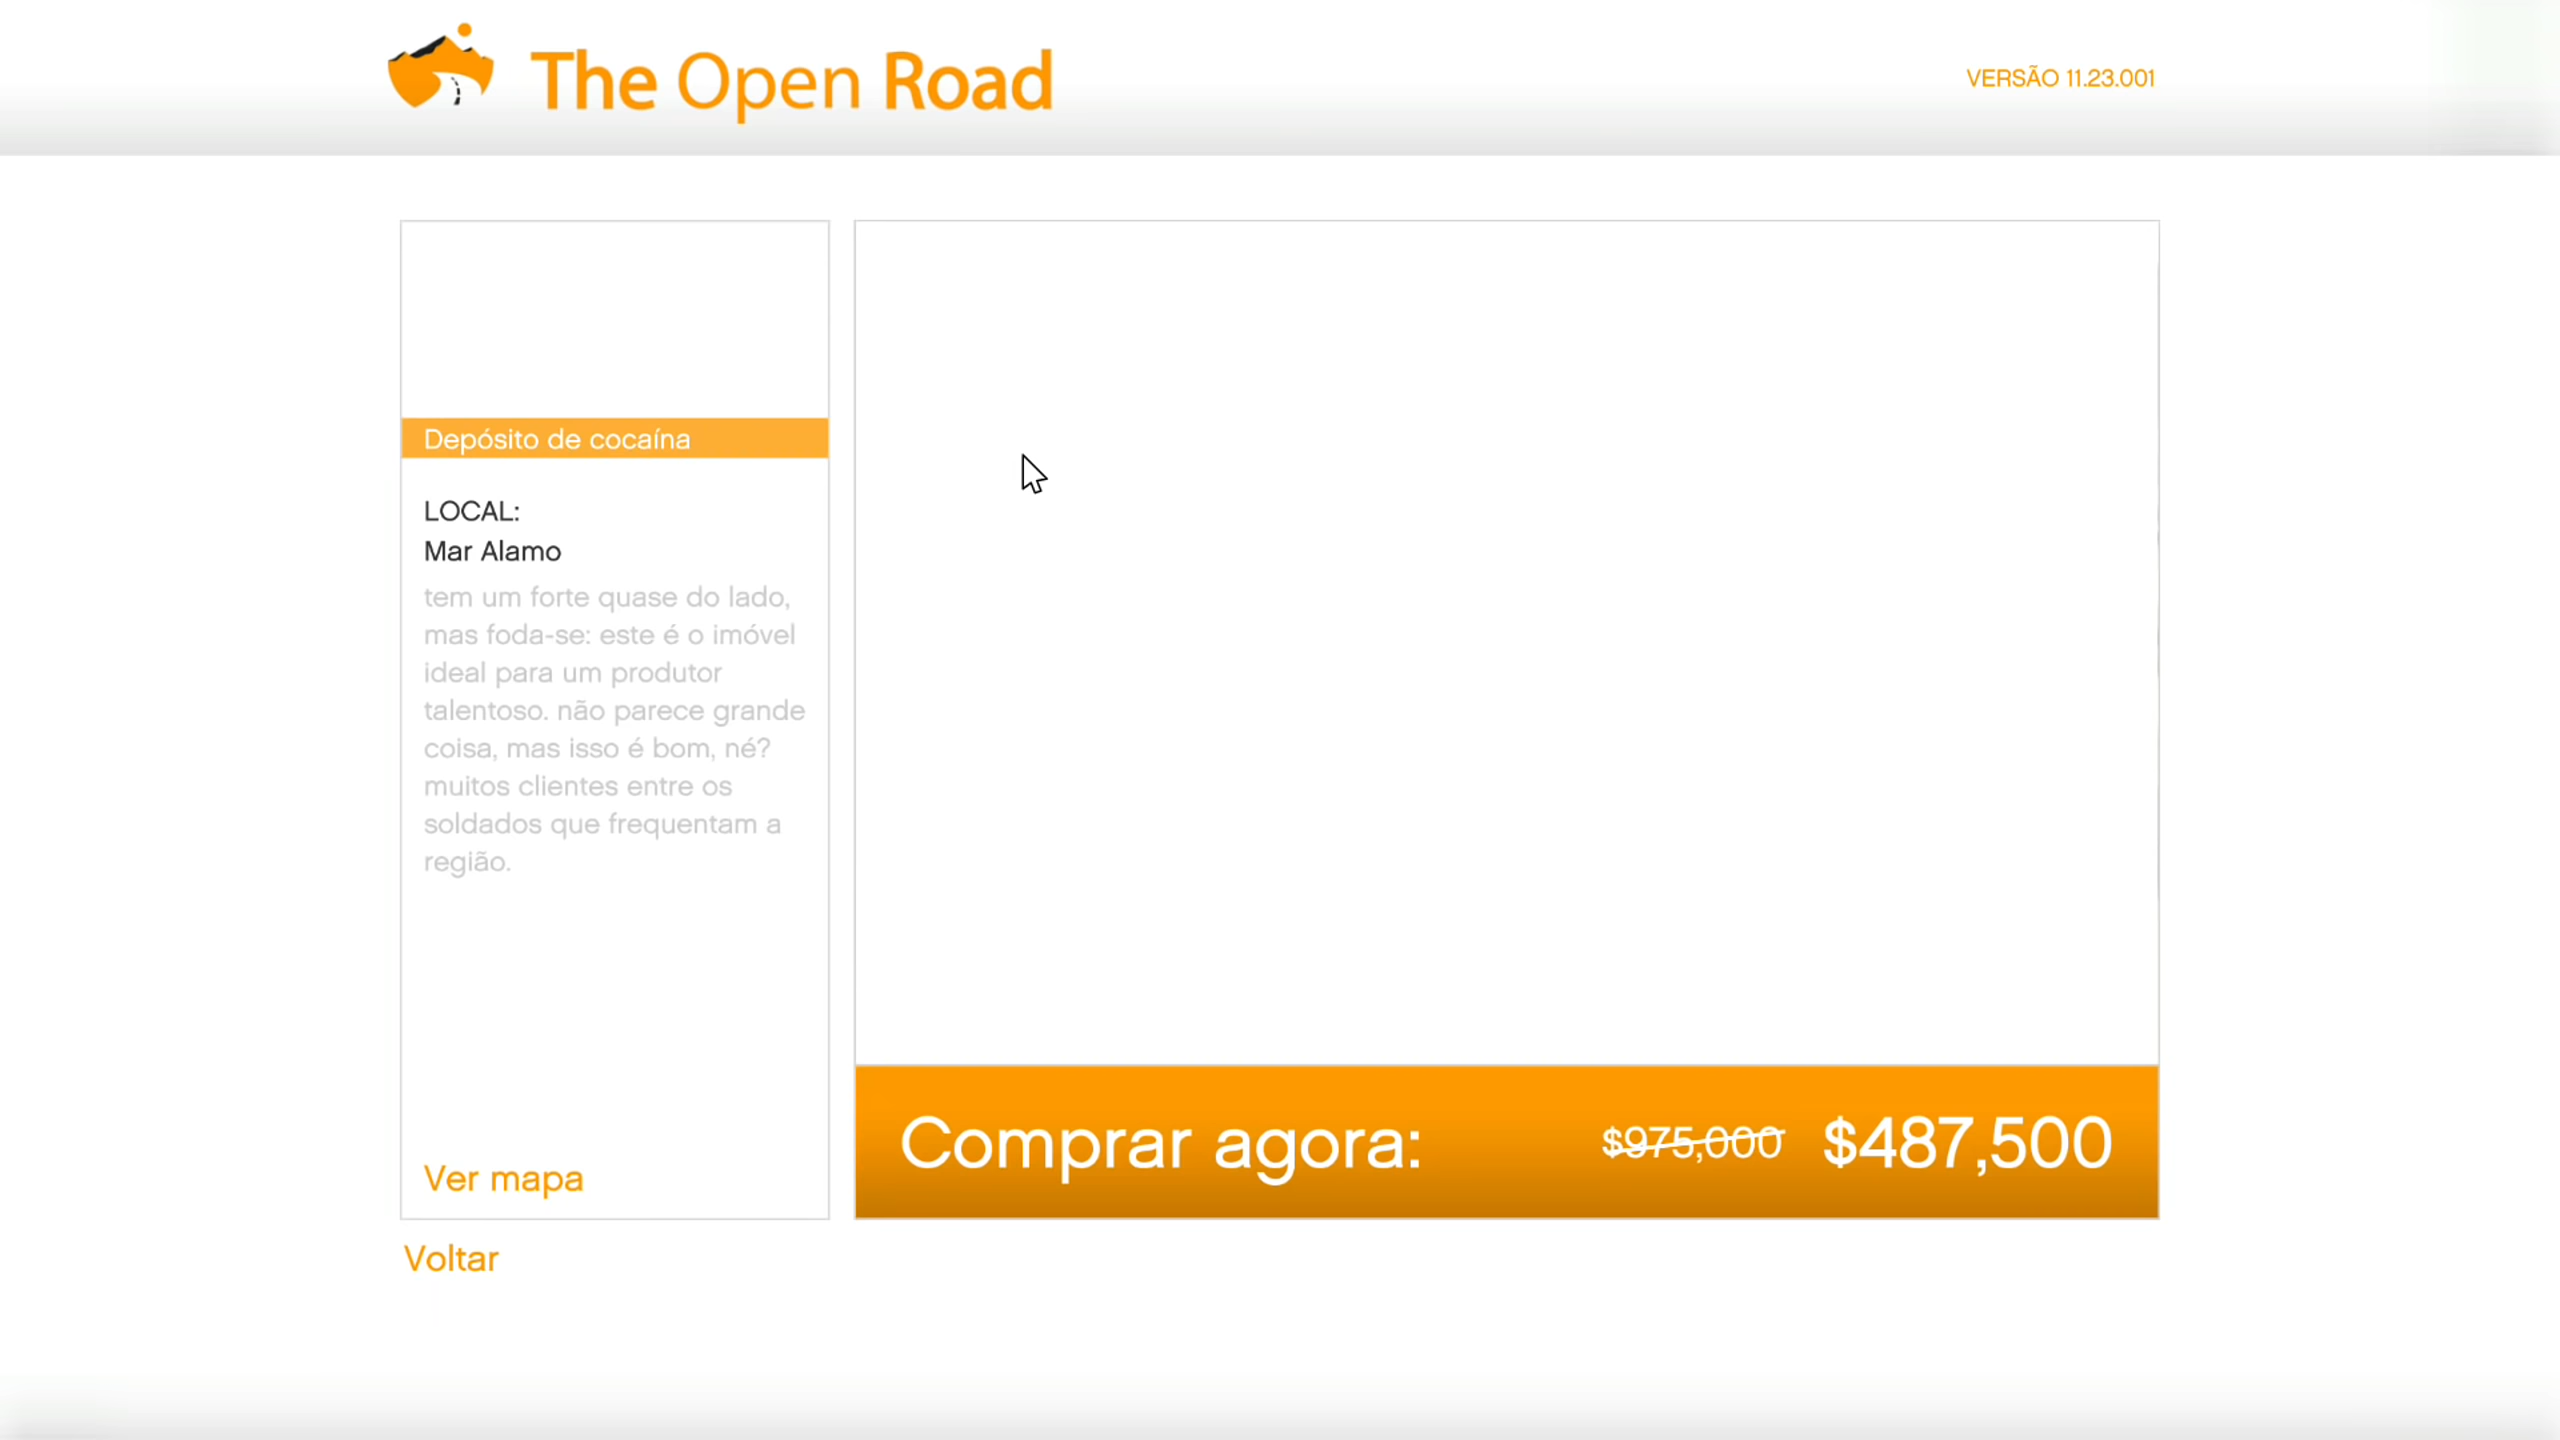 The Open Road
VERSÃO 11.23.001
Depósito de cocaína
LOCAL:
Mar Alamo
tem um forte quase do lado,
mas foda-se: este é o imóvel
ideal para um produtor
talentoso. não parece grande
coisa, mas isso é bom, né?
muitos clientes entre os
soldados que frequentam a
região.
Ver mapa
Comprar agora: $975,000 $487,500
Voltar